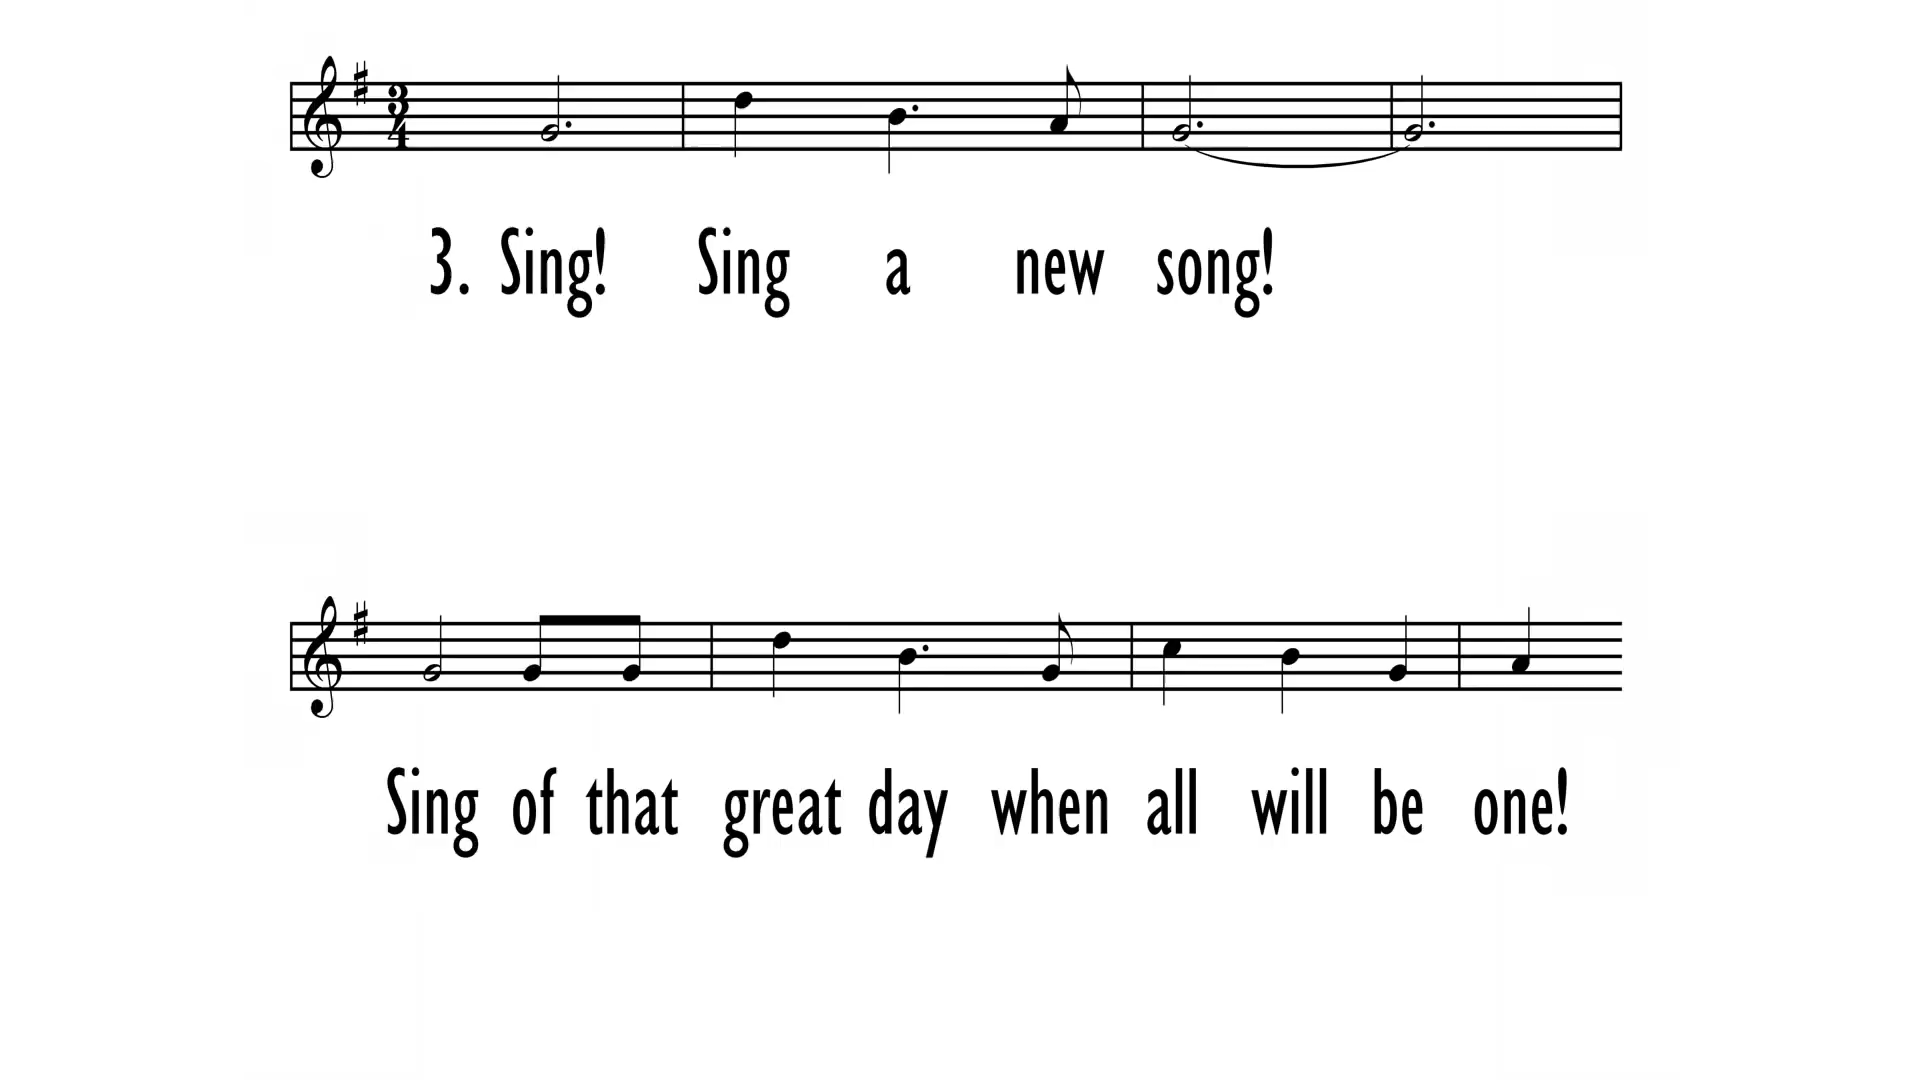 3. Sing! Sing a new song!
Sing of that great day when all will be one!